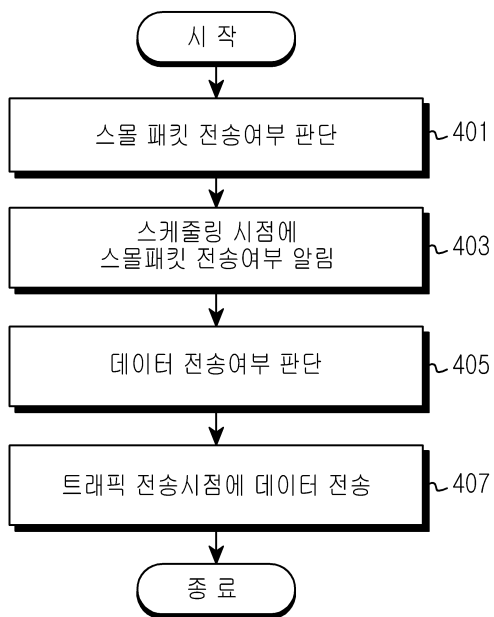 시 작
스몰 패킷 전송여부 판단
401
스케줄링 시점에
스몰패킷 전송여부 알림
403
데이터 전송여부 판단
405
트래픽 전송시점에 데이터 전송
407
종 료